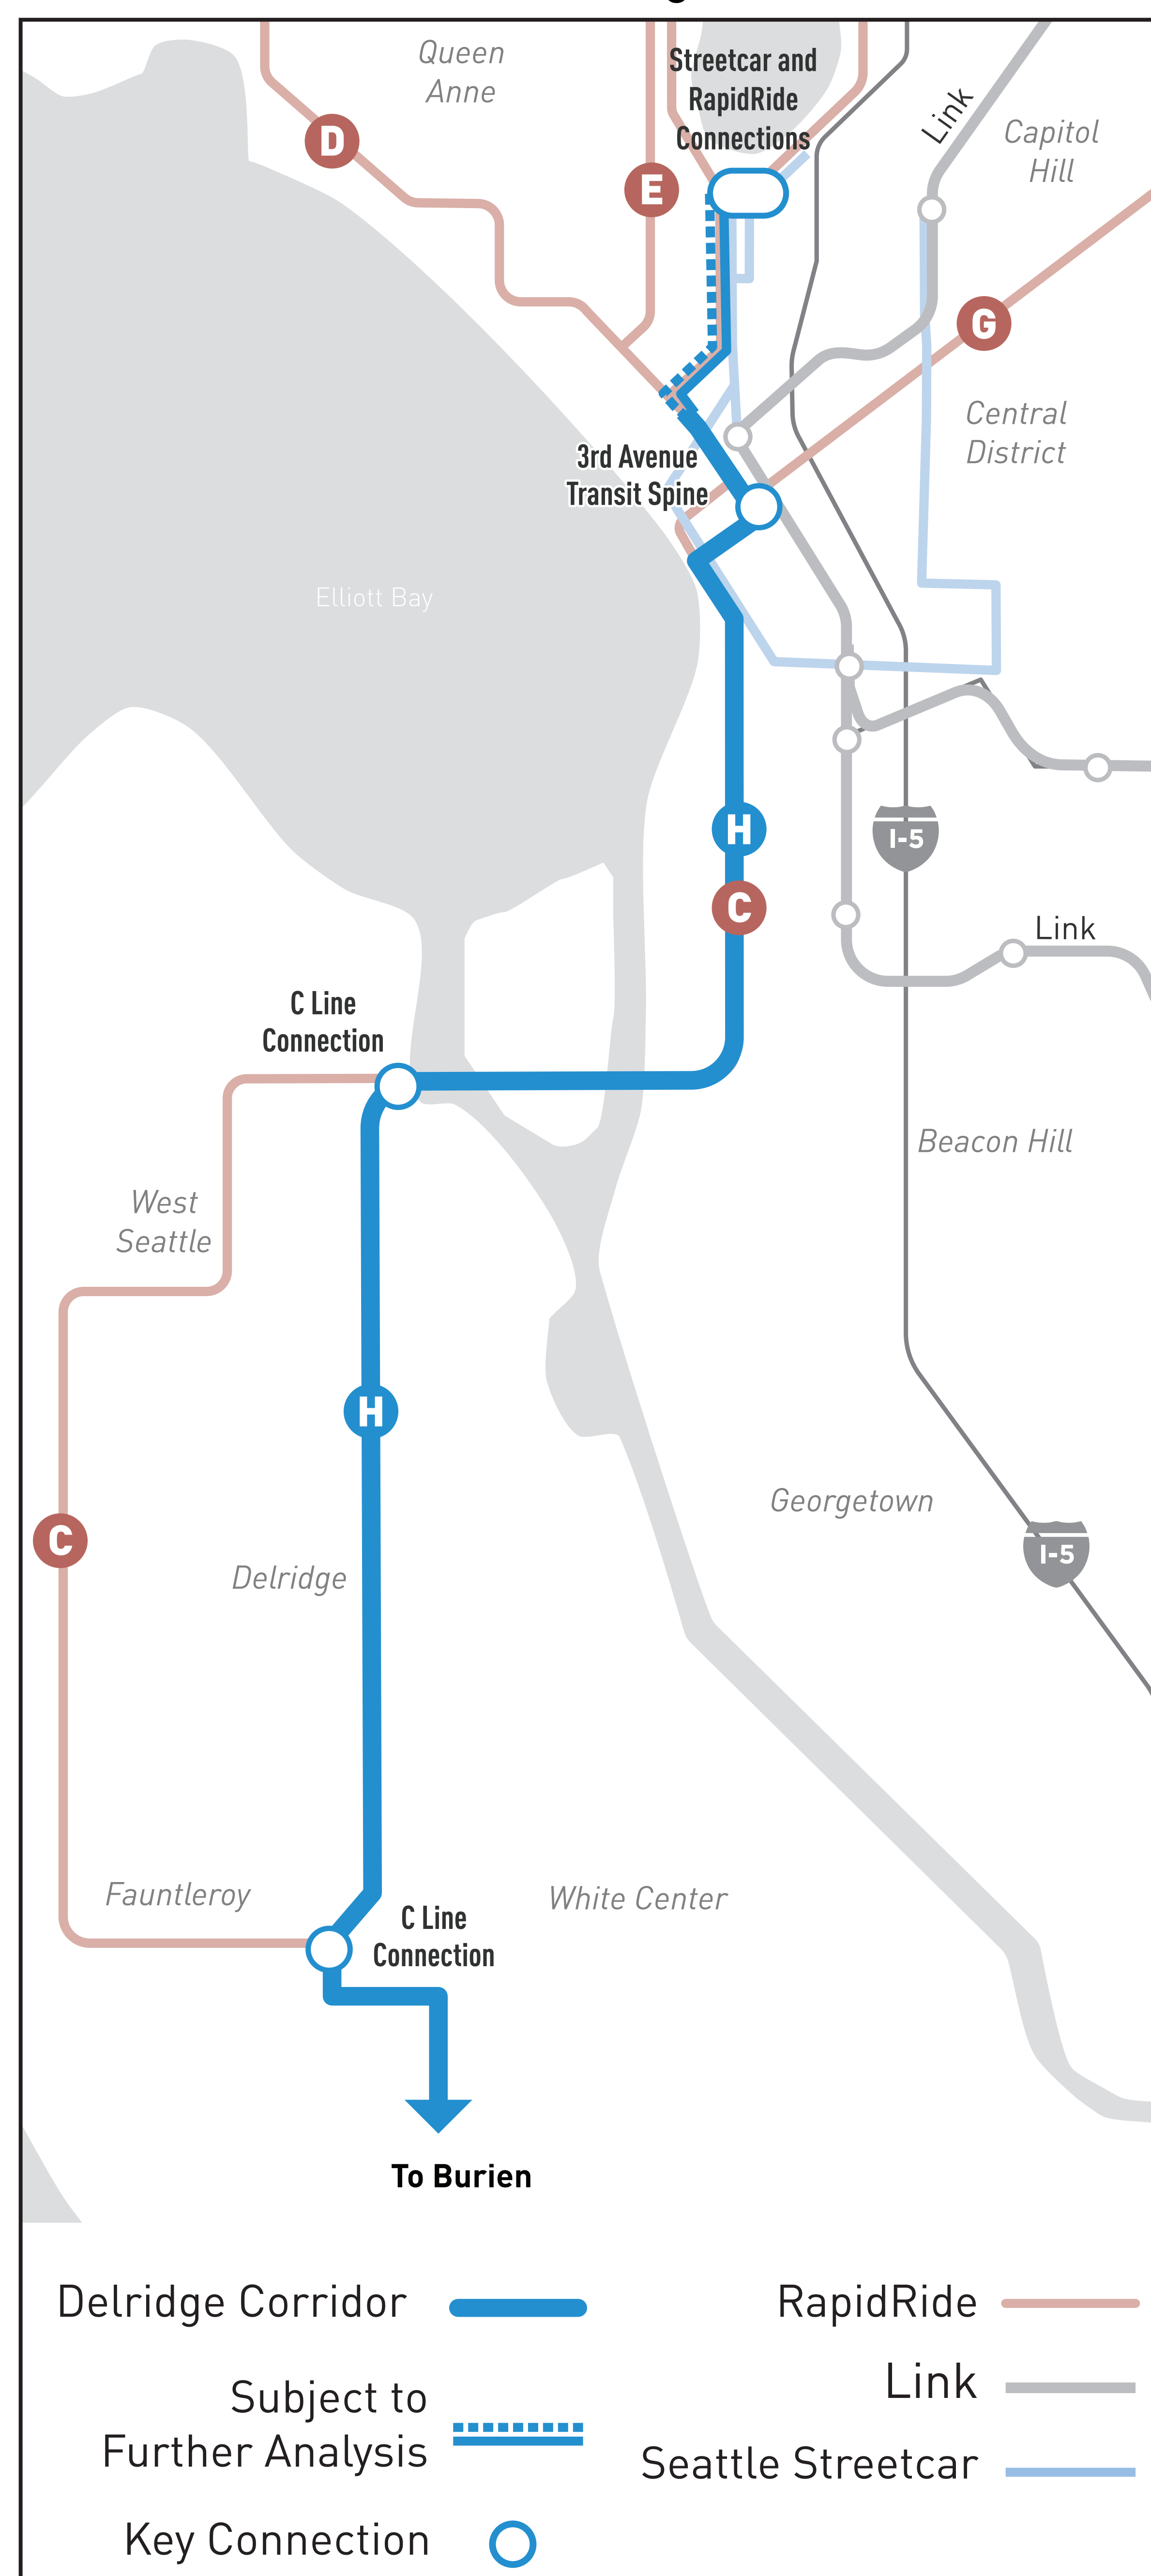 Queen
Anne
Streetcar and
RapidRide
Connections
Link
Capitol
Hill
D
E
G
Central
District
3rd Avenue
Transit Spine
Elliott Bay
H
I-5
C
Link
C Line
Connection
Beacon Hill
West
Seattle
H
Georgetown
C
I-5
Delridge
Fauntleroy
White Center
C Line
Connection
To Burien
Delridge Corridor
RapidRide
Link
Subject to
Further Analysis
Seattle Streetcar
Key Connection